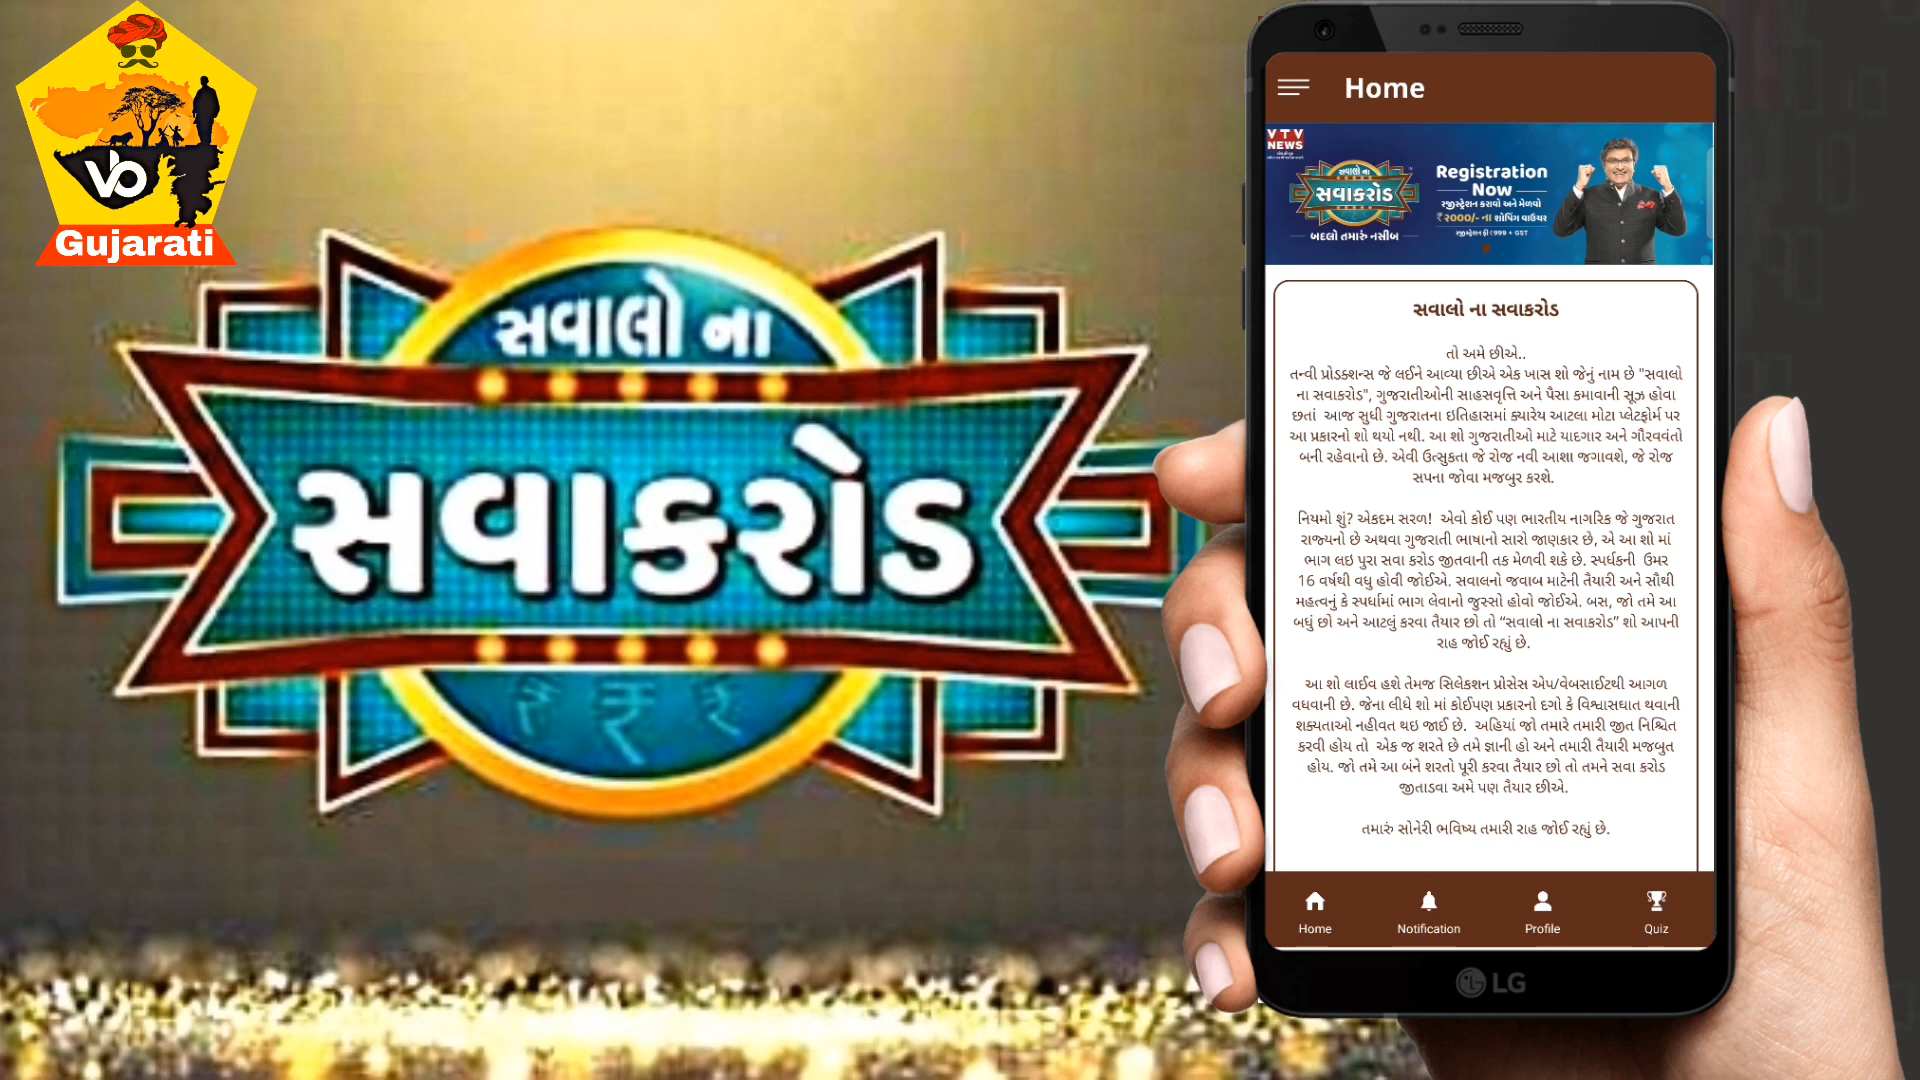 vb
Gujarati
સવાલો ના
સવાકરોડ
Home
VTV
NEWS
સવાલો ના
સવાકરોડ
બદલો તમારું નસીબ
Registration
Now
રજીસ્ટ્રેશન કરાવો અને મેળવો
₹2000/- ના શોપિંગ વાઉચર
રજીસ્ટ્રેશન ફી ₹999 + GST
સવાલો ના સવાકરોડ
તો અમે છીએ..
તન્વી પ્રોડક્શન્સ જે લઈને આવ્યા છીએ એક ખાસ શો જેનું નામ છે "સવાલો
ના સવાકરોડ", ગુજરાતીઓની સાહસવૃત્તિ અને પૈસા કમાવાની સૂઝ હોવા
છતાં આજ સુધી ગુજરાતના ઇતિહાસમાં ક્યારેય આટલા મોટા પ્લેટફોર્મ પર
આ પ્રકારનો શો થયો નથી. આ શો ગુજરાતીઓ માટે યાદગાર અને ગૌરવવંતો
બની રહેવાનો છે. એવી ઉત્સુકતા જે રોજ નવી આશા જગાવશે, જે રોજ
સપના જોવા મજબુર કરશે.
નિયમો શું? એકદમ સરળ! એવો કોઈ પણ ભારતીય નાગરિક જે ગુજરાત
રાજ્યનો છે અથવા ગુજરાતી ભાષાનો સારો જાણકાર છે, એ આ શો માં
ભાગ લઇ પુરા સવા કરોડ જીતવાની તક મેળવી શકે છે. સ્પર્ધકની ઉમર
16 વર્ષથી વધુ હોવી જોઈએ. સવાલનો જવાબ માટેની તૈયારી અને સૌથી
મહત્વનું કે સ્પર્ધામાં ભાગ લેવાનો જુસ્સો હોવો જોઈએ. બસ, જો તમે આ
બધું છો અને આટલું કરવા તૈયાર છો તો “સવાલો ના સવાકરોડ” શો આપની
રાહ જોઈ રહ્યું છે.
આ શો લાઈવ હશે તેમજ સિલેકશન પ્રોસેસ એપ/વેબસાઈટથી આગળ
વધવાની છે. જેના લીધે શો માં કોઈપણ પ્રકારનો દગો કે વિશ્વાસઘાત થવાની
શક્યતાઓ નહીવત થઇ જાઈ છે. અહિયાં જો તમારે તમારી જીત નિશ્ચિત
કરવી હોય તો એક જ શરતે છે તમે જ્ઞાની હો અને તમારી તૈયારી મજબુત
હોય. જો તમે આ બંને શરતો પૂરી કરવા તૈયાર છો તો તમને સવા કરોડ
જીતાડવા અમે પણ તૈયાર છીએ.
તમારું સોનેરી ભવિષ્ય તમારી રાહ જોઈ રહ્યું છે.
Home Notification Profile Quiz
LG